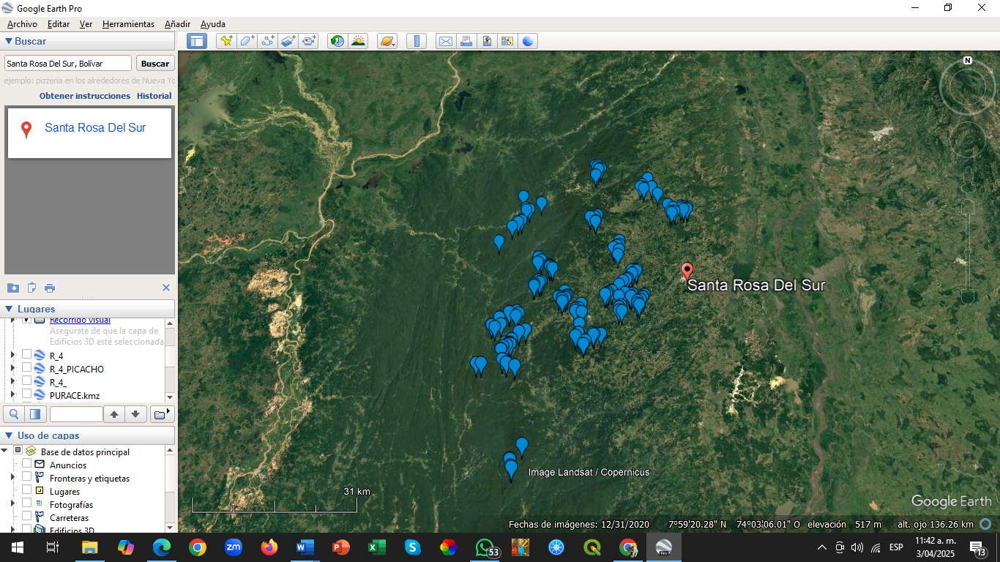 Google Earth Pro
Archivo Editar Ver Herramientas Añadir Ayuda
Buscar
Santa Rosa Del Sur, Bolívar
Buscar
ejemplo: pizzería en los alrededores de Nueva Yo
Obtener instrucciones Historial
Santa Rosa Del Sur
Lugares
Recorrido visual
Asegúrate de que la capa de
Edificios 3D esté seleccionada
R_4
R_4_PICACHO
R_4_
PURACE.kmz
Uso de capas
Base de datos principal
Anuncios
Fronteras y etiquetas
Lugares
Fotografías
Carreteras
Edificios 3D
N
Santa Rosa Del Sur
Image Landsat / Copernicus
31 km
Google Earth
Fechas de imágenes: 12/31/2020 7°59'20.28" N 74°03'06.01" O elevación 517 m alt. ojo 136.26 km
zm
W
P
X
S
53
Pro
ESP
11:42 a. m.
3/04/2025
13